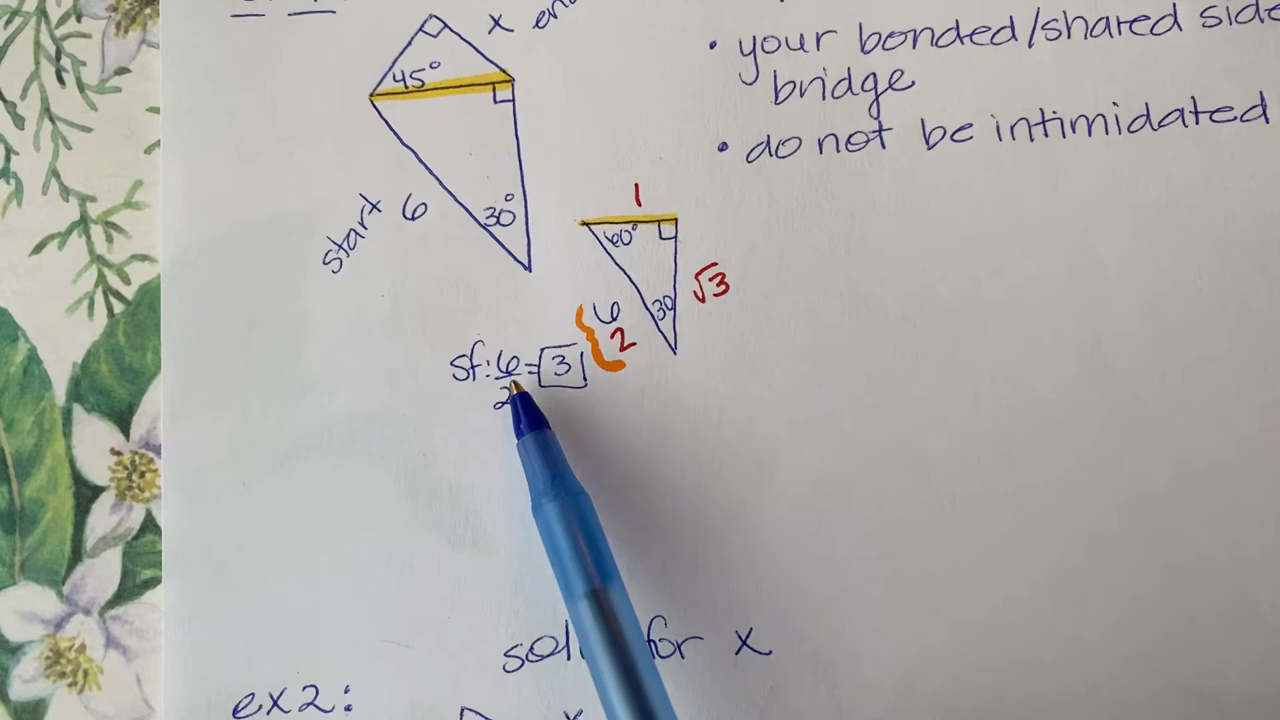 x
• your bonded/shared side
bridge
• do not be intimidated
45°
start 6
30°
1
60°
30
√3
6
2
sf: 6/2 = 3
for x
ex2:
x